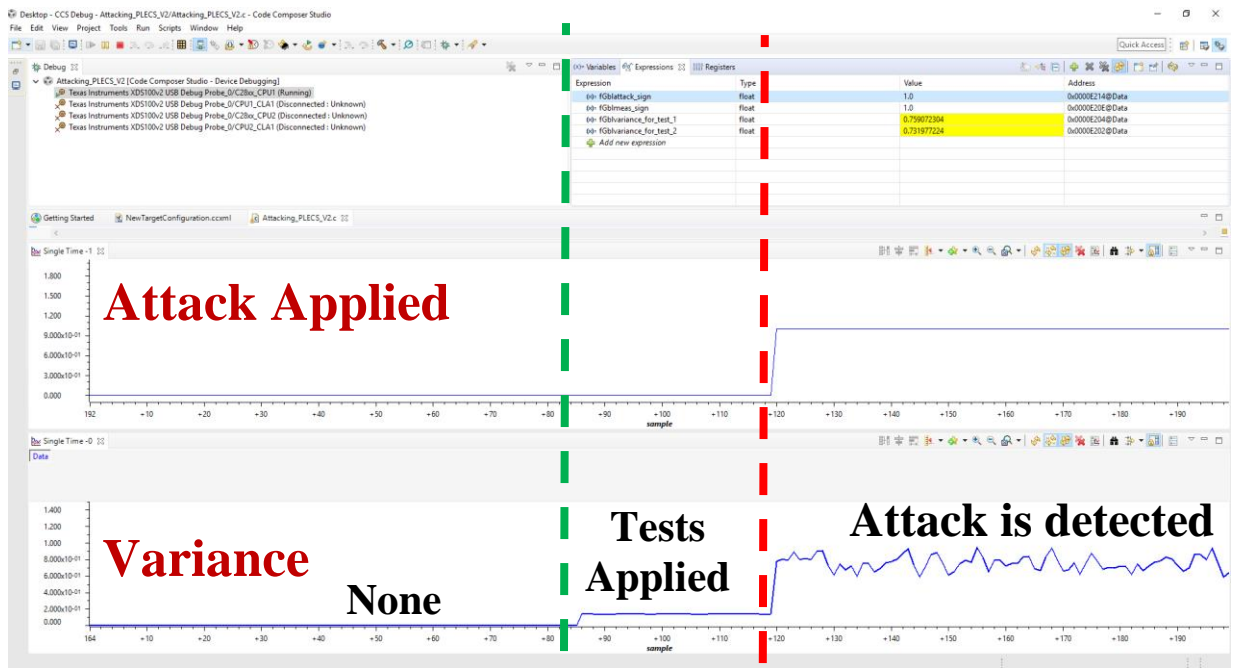 Desktop - CCS Debug - Attacking_PLECS_V2/Attacking_PLECS_V2.c - Code Composer Studio
File Edit View Project Tools Run Scripts Window Help
Quick Access
Debug
Attacking_PLECS_V2 [Code Composer Studio - Device Debugging]
Texas Instruments XDS100v2 USB Debug Probe_0/C28xx_CPU1 (Running)
Texas Instruments XDS100v2 USB Debug Probe_0/CPU1_CLA1 (Disconnected : Unknown)
Texas Instruments XDS100v2 USB Debug Probe_0/C28xx_CPU2 (Disconnected : Unknown)
Texas Instruments XDS100v2 USB Debug Probe_0/CPU2_CLA1 (Disconnected : Unknown)
(x)= Variables Expressions Registers
Expression Type Value Address
(x)= fGblattack_sign float 1.0 0x0000E214@Data
(x)= fGblmeas_sign float 1.0 0x0000E20E@Data
(x)= fGblvariance_for_test_1 float 0.759072304 0x0000E204@Data
(x)= fGblvariance_for_test_2 float 0.731977224 0x0000E202@Data
Add new expression
Getting Started NewTargetConfiguration.ccxml Attacking_PLECS_V2.c
Single Time -1
1.800
1.500
1.200
9.000x10-01
6.000x10-01
3.000x10-01
0.000
Attack Applied
192 +10 +20 +30 +40 +50 +60 +70 +80 +90 +100 +110 +120 +130 +140 +150 +160 +170 +180 +190
sample
Single Time -0
Data
1.400
1.200
1.000
8.000x10-01
6.000x10-01
4.000x10-01
2.000x10-01
0.000
Variance
None
Tests
Applied
Attack is detected
164 +10 +20 +30 +40 +50 +60 +70 +80 +90 +100 +110 +120 +130 +140 +150 +160 +170 +180 +190
sample